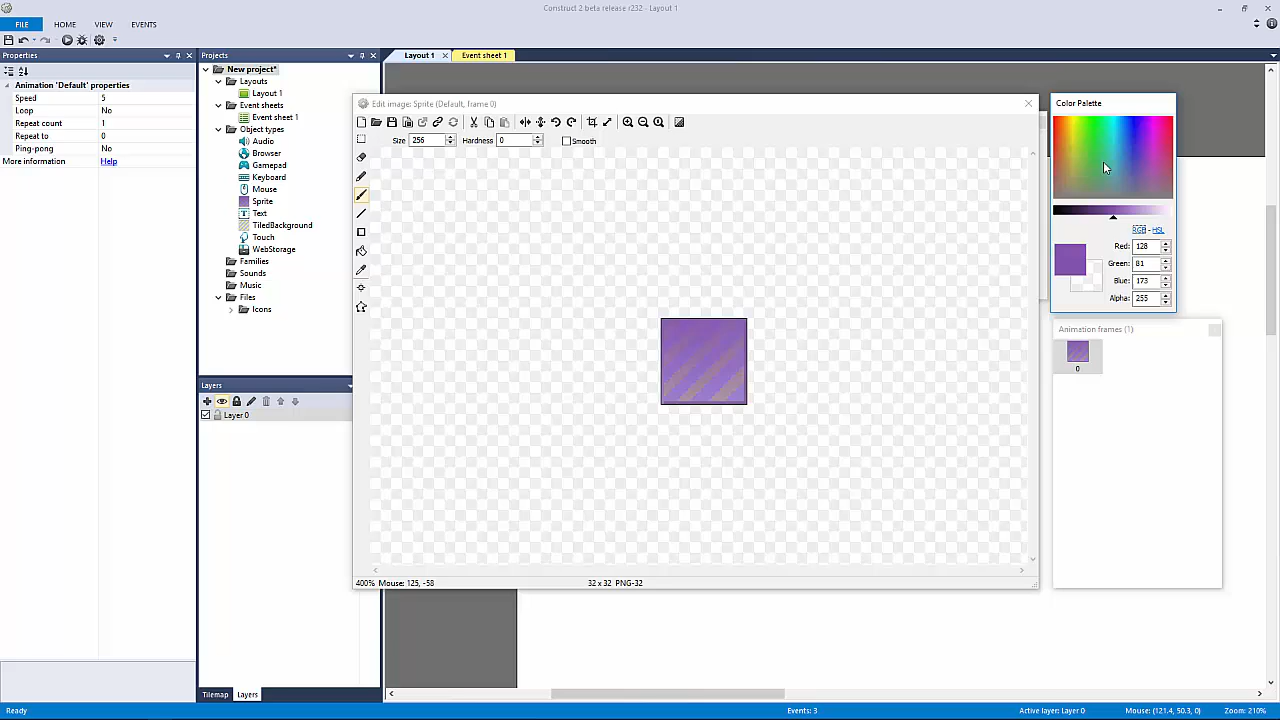 Construct 2 beta release r232 - Layout 1
FILE HOME VIEW EVENTS
Properties
Animation 'Default' properties
Speed 5
Loop No
Repeat count 1
Repeat to 0
Ping-pong No
More information Help
Projects
New project*
Layouts
Layout 1
Event sheets
Event sheet 1
Object types
Audio
Browser
Gamepad
Keyboard
Mouse
Sprite
Text
TiledBackground
Touch
WebStorage
Families
Sounds
Music
Files
Icons
Layers
Layer 0
Tilemap Layers
Layout 1 Event sheet 1
Edit image: Sprite (Default, frame 0)
Size 256 Hardness 0 Smooth
400% Mouse: 125, -58 32 x 32 PNG-32
Color Palette
RGB - HSL
Red: 128
Green: 81
Blue: 173
Alpha: 255
Animation frames (1)
0
Ready Events: 3 Active layer: Layer 0 Mouse: (121.4, 50.3, 0) Zoom: 210%